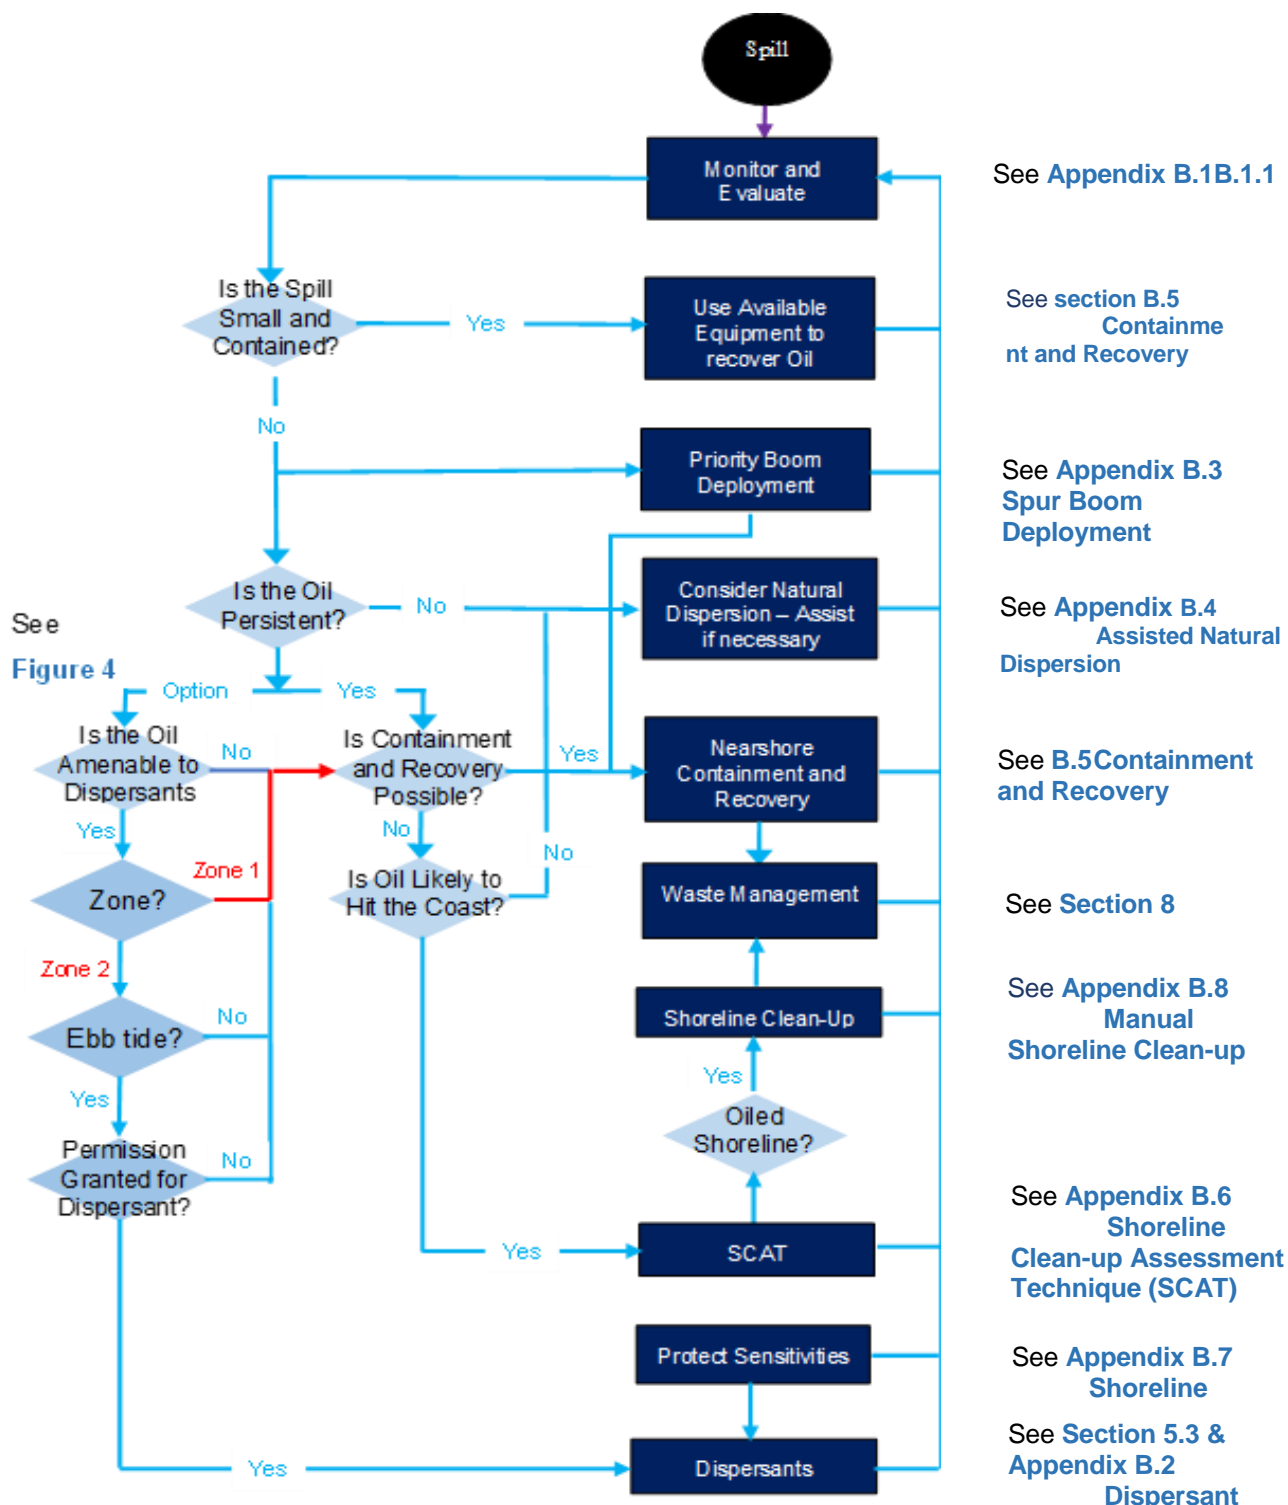 Spill
Monitor and
Evaluate
See Appendix B.1B.1.1
Is the Spill
Small and
Contained?
Yes
Use Available
Equipment to
recover Oil
See section B.5
Containme
nt and Recovery
No
Priority Boom
Deployment
See Appendix B.3
Spur Boom
Deployment
Is the Oil
Persistent?
No
Consider Natural
Dispersion – Assist
if necessary
See Appendix B.4
Assisted Natural
Dispersion
See
Figure 4
Option
Yes
Is the Oil
Amenable to
Dispersants
No
Is Containment
and Recovery
Possible?
Yes
Nearshore
Containment and
Recovery
See B.5Containment
and Recovery
Yes
No
No
Zone 1
Zone?
Is Oil Likely to
Hit the Coast?
Waste Management
See Section 8
Zone 2
Ebb tide?
No
Shoreline Clean-Up
See Appendix B.8
Manual
Shoreline Clean-up
Yes
Yes
Oiled
Shoreline?
Permission
Granted for
Dispersant?
No
Yes
SCAT
See Appendix B.6
Shoreline
Clean-up Assessment
Technique (SCAT)
Protect Sensitivities
See Appendix B.7
Shoreline
Yes
Dispersants
See Section 5.3 &
Appendix B.2
Dispersant